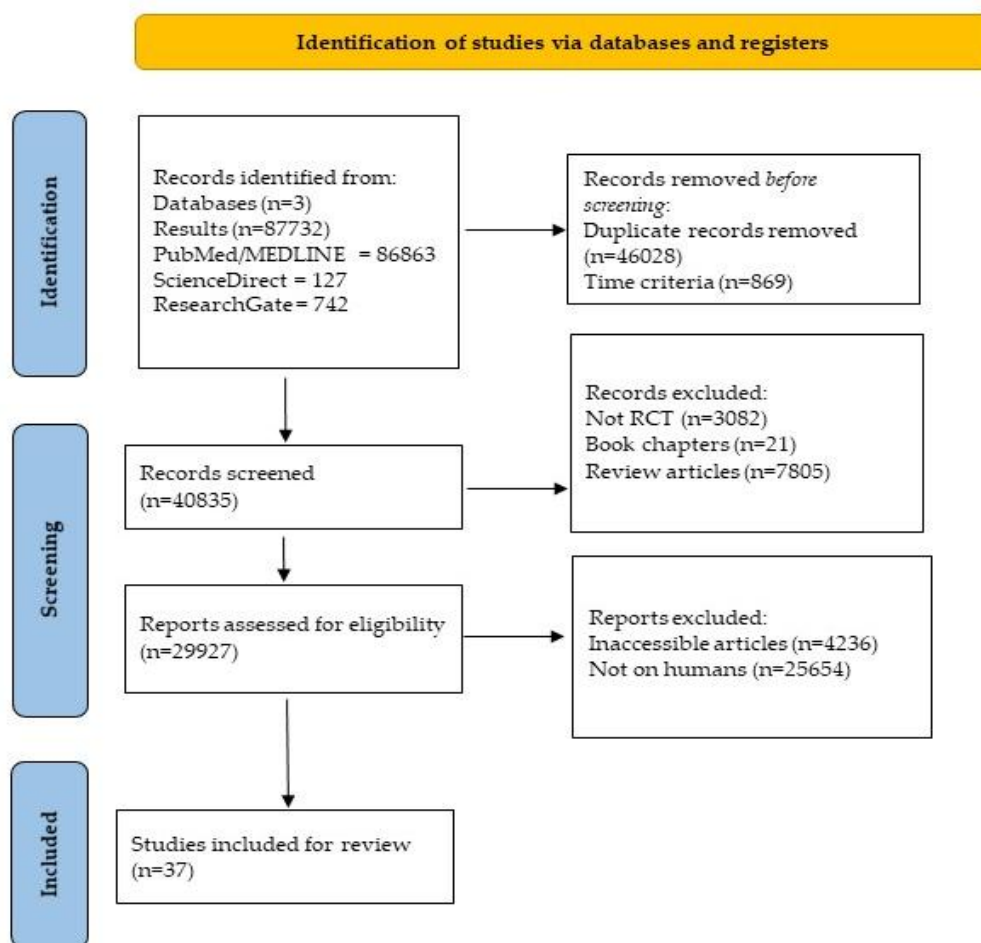 Identification of studies via databases and registers
Identification
Records identified from:
Databases (n=3)
Results (n=87732)
PubMed/MEDLINE = 86863
ScienceDirect = 127
ResearchGate = 742
Records removed before
screening:
Duplicate records removed
(n=46028)
Time criteria (n=869)
Screening
Records screened
(n=40835)
Records excluded:
Not RCT (n=3082)
Book chapters (n=21)
Review articles (n=7805)
Reports assessed for eligibility
(n=29927)
Reports excluded:
Inaccessible articles (n=4236)
Not on humans (n=25654)
Included
Studies included for review
(n=37)